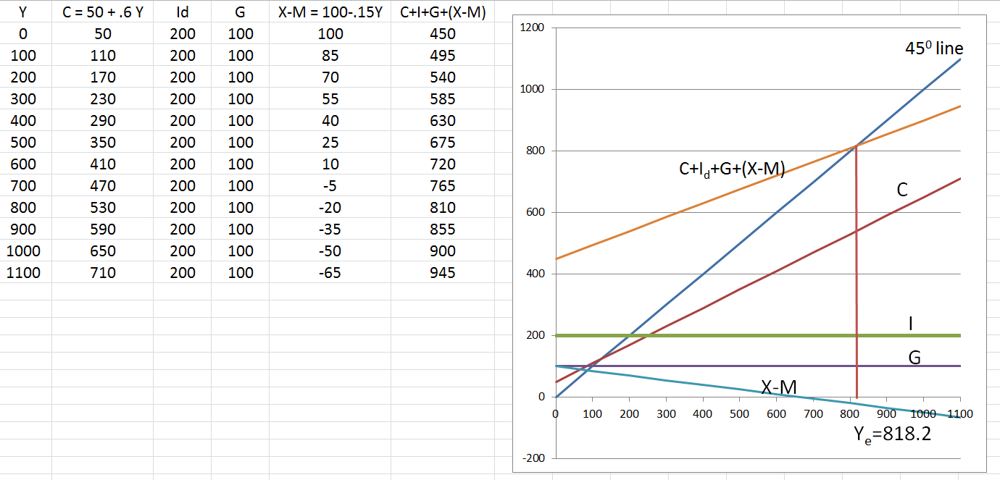 Y C = 50 + .6 Y Id G X-M = 100-.15Y C+I+G+(X-M)
0 50 200 100 100 450
100 110 200 100 85 495
200 170 200 100 70 540
300 230 200 100 55 585
400 290 200 100 40 630
500 350 200 100 25 675
600 410 200 100 10 720
700 470 200 100 -5 765
800 530 200 100 -20 810
900 590 200 100 -35 855
1000 650 200 100 -50 900
1100 710 200 100 -65 945
1200
45⁰ line
1000
800
C+Id+G+(X-M)
C
600
400
I
200
G
X-M
0
0 100 200 300 400 500 600 700 800 900 1000 1100
Ye=818.2
-200